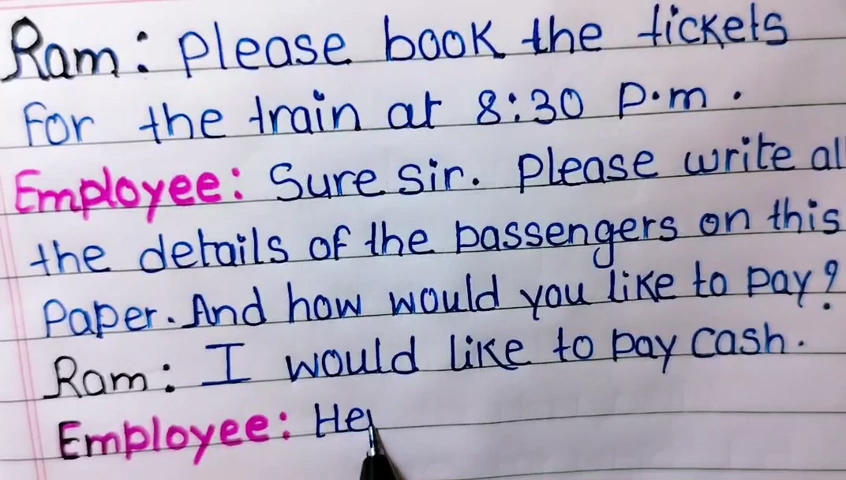 Ram: Please book the tickets
For the train at 8:30 P.m.
Employee: Sure sir. Please write al
the details of the passengers on this
Paper. And how would you like to pay?
Ram: I would like to pay cash.
Employee: He